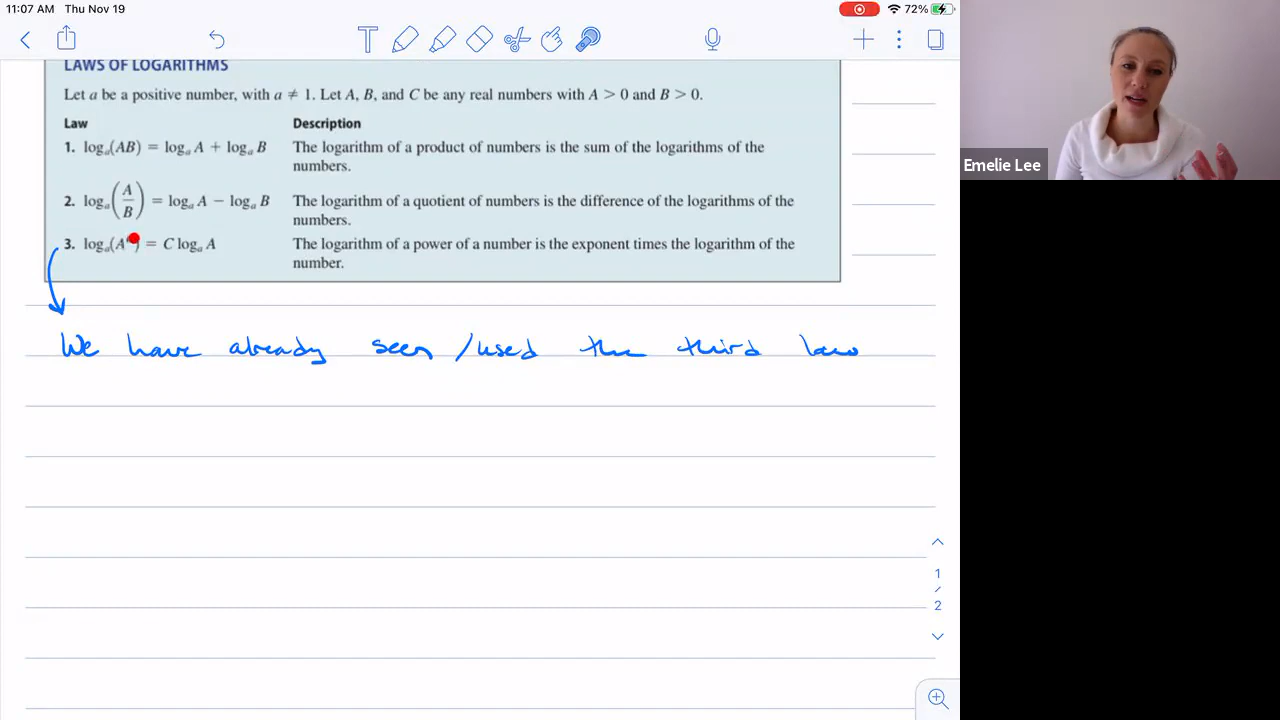 11:07 AM Thu Nov 19
72%
LAWS OF LOGARITHMS
Let a be a positive number, with a ≠ 1. Let A, B, and C be any real numbers with A > 0 and B > 0.
Law Description
1. logₐ(AB) = logₐ A + logₐ B The logarithm of a product of numbers is the sum of the logarithms of the
numbers.
2. logₐ(A/B) = logₐ A − logₐ B The logarithm of a quotient of numbers is the difference of the logarithms of the
numbers.
3. logₐ(A ) = C logₐ A The logarithm of a power of a number is the exponent times the logarithm of the
number.
We have already seen /used the third law
1
/
2
Emelie Lee